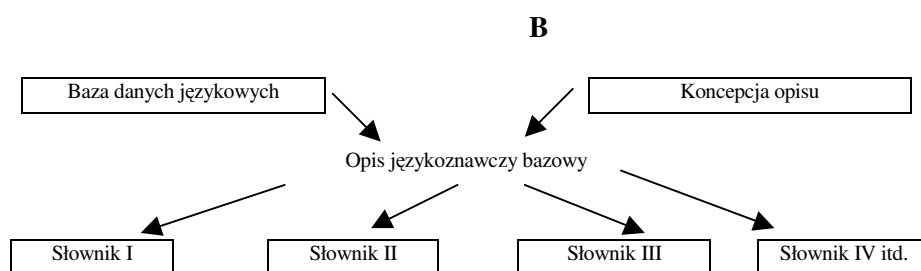 B
Baza danych językowych
Koncepcja opisu
Opis językoznawczy bazowy
Słownik I
Słownik II
Słownik III
Słownik IV itd.